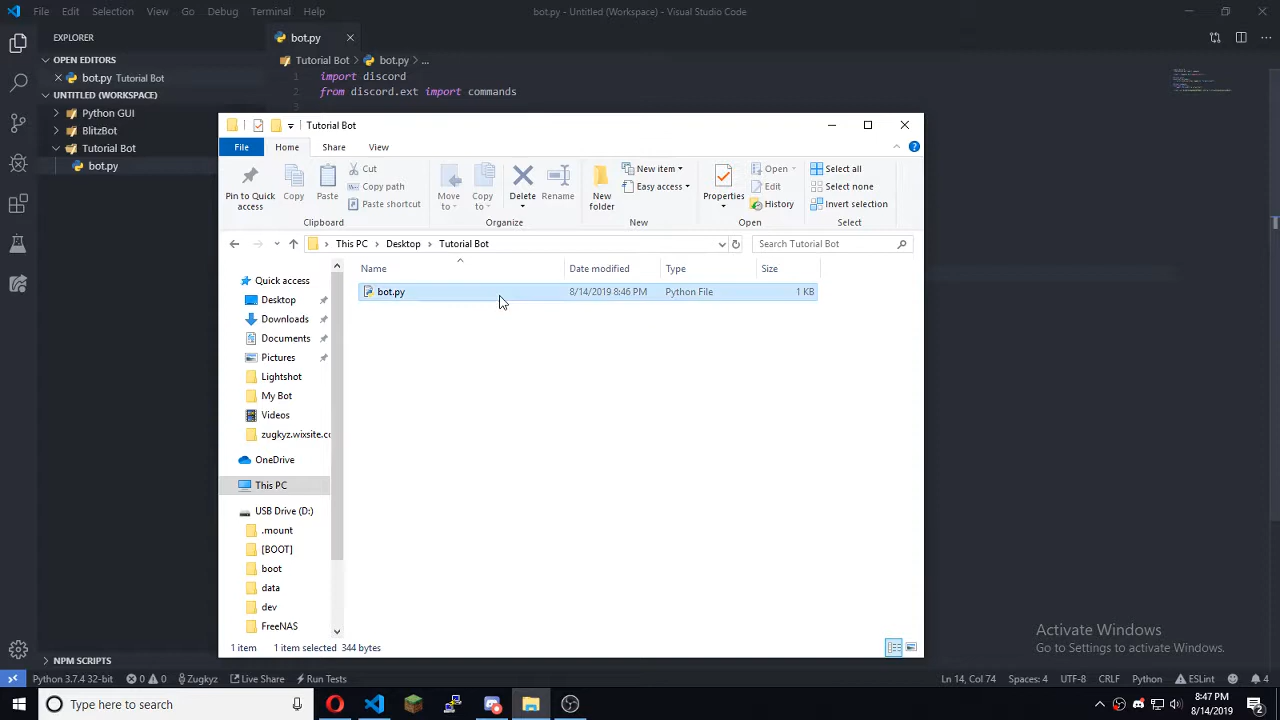 File Edit Selection View Go Debug Terminal Help bot.py - Untitled (Workspace) - Visual Studio Code
EXPLORER
bot.py
OPEN EDITORS
bot.py Tutorial Bot
UNTITLED (WORKSPACE)
Python GUI
BlitzBot
Tutorial Bot
bot.py
Tutorial Bot > bot.py > ...
1 import discord
2 from discord.ext import commands
3
Tutorial Bot
File Home Share View
Pin to Quick access
Copy
Paste
Cut
Copy path
Paste shortcut
Clipboard
Move to
Copy to
Delete
Rename
Organize
New folder
New item
Easy access
New
Properties
Open
Edit
History
Open
Select all
Select none
Invert selection
Select
This PC > Desktop > Tutorial Bot
Search Tutorial Bot
Name Date modified Type Size
bot.py 8/14/2019 8:46 PM Python File 1 KB
Quick access
Desktop
Downloads
Documents
Pictures
Lightshot
My Bot
Videos
zugkyz.wixsite.cc
OneDrive
This PC
USB Drive (D:)
.mount
[BOOT]
boot
data
dev
FreeNAS
1 item 1 item selected 344 bytes
Activate Windows
Go to Settings to activate Windows.
NPM SCRIPTS
Python 3.7.4 32-bit 0 0 Zugkyz Live Share Run Tests Ln 14, Col 74 Spaces: 4 UTF-8 CRLF Python ESLint 4
Type here to search
8:47 PM
8/14/2019
2